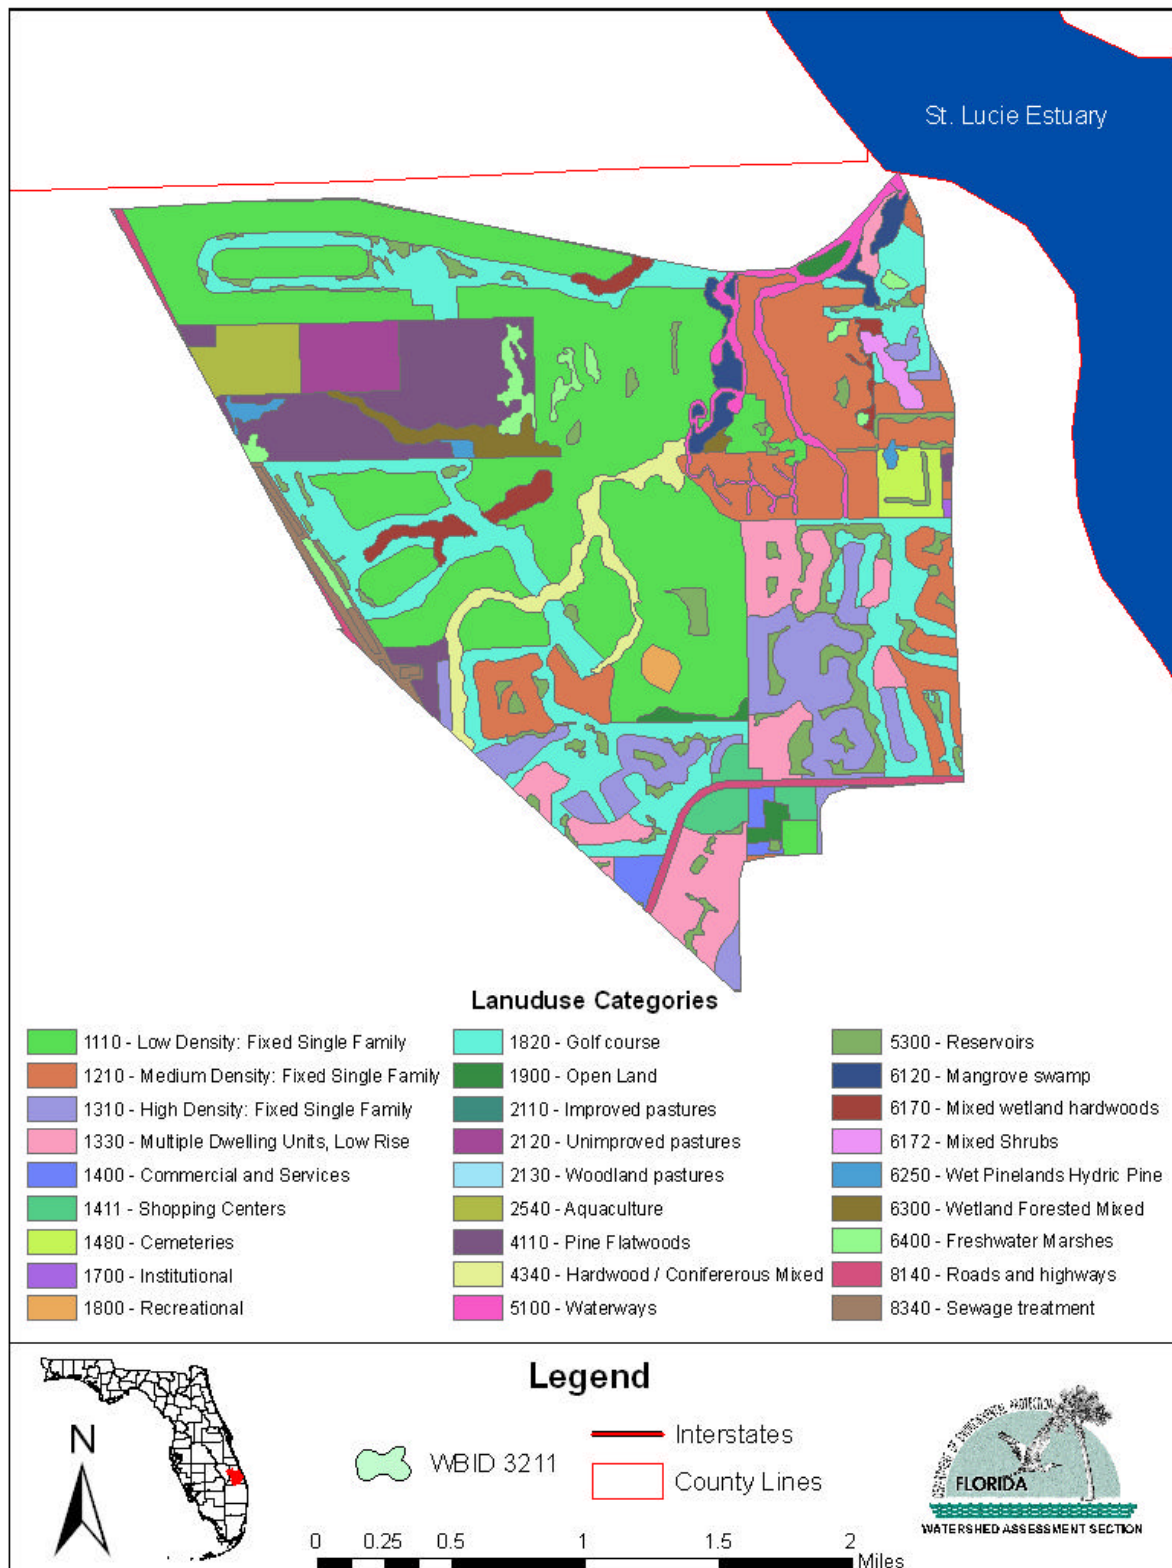 St. Lucie Estuary
Lanuduse Categories
1110 - Low Density: Fixed Single Family
1210 - Medium Density: Fixed Single Family
1310 - High Density: Fixed Single Family
1330 - Multiple Dwelling Units, Low Rise
1400 - Commercial and Services
1411 - Shopping Centers
1480 - Cemeteries
1700 - Institutional
1800 - Recreational
1820 - Golf course
1900 - Open Land
2110 - Improved pastures
2120 - Unimproved pastures
2130 - Woodland pastures
2540 - Aquaculture
4110 - Pine Flatwoods
4340 - Hardwood / Conifererous Mixed
5100 - Waterways
5300 - Reservoirs
6120 - Mangrove swamp
6170 - Mixed wetland hardwoods
6172 - Mixed Shrubs
6250 - Wet Pinelands Hydric Pine
6300 - Wetland Forested Mixed
6400 - Freshwater Marshes
8140 - Roads and highways
8340 - Sewage treatment
Legend
N
WBID 3211
Interstates
County Lines
0 0.25 0.5 1 1.5 2
Miles
DEPARTMENT OF ENVIRONMENTAL PROTECTION
FLORIDA
WATERSHED ASSESSMENT SECTION